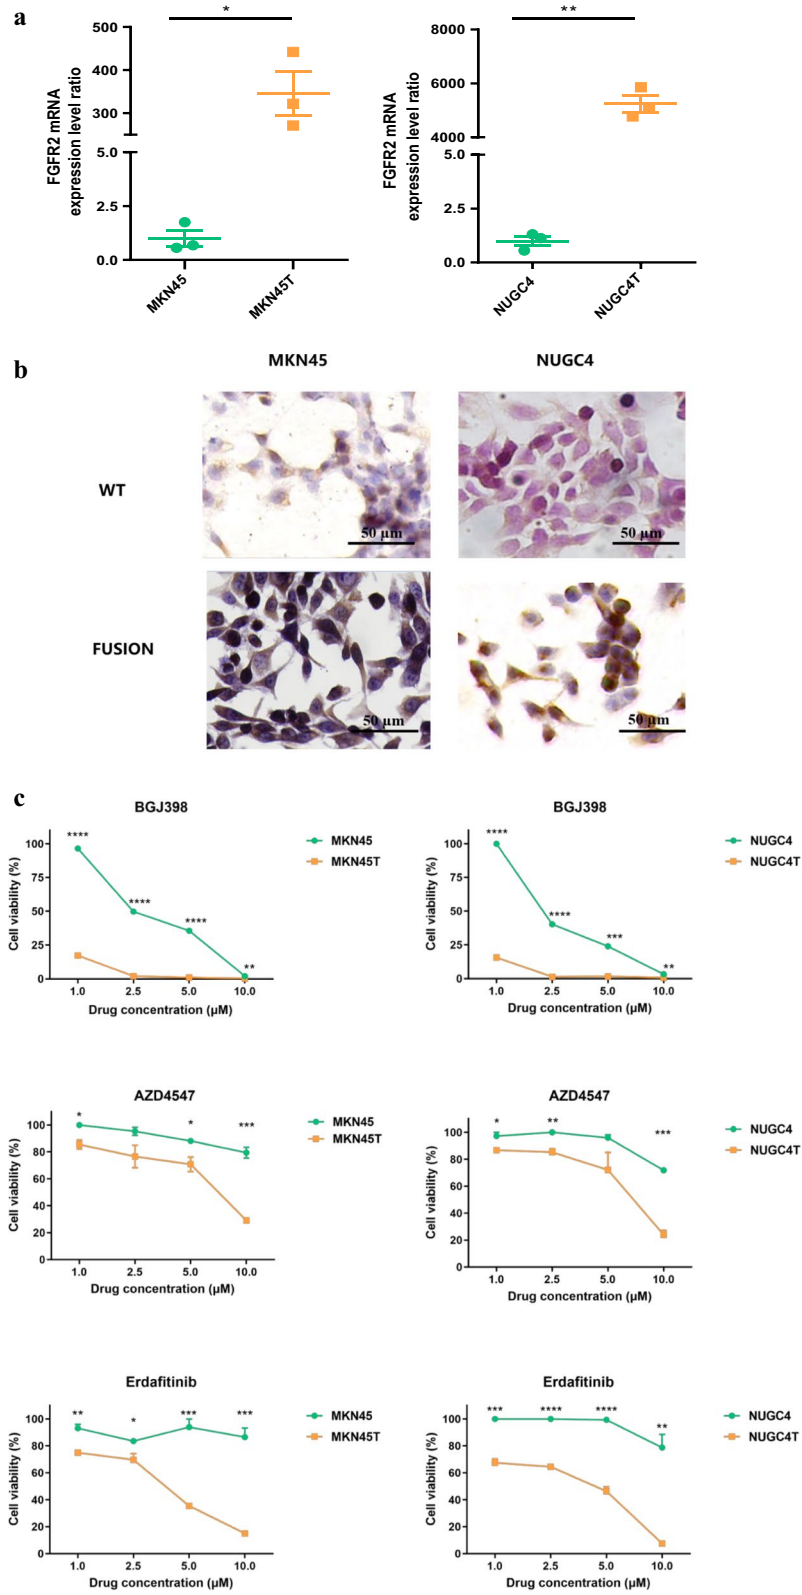 a
*
500
400
300
5.0
2.5
0.0
FGFR2 mRNA
expression level ratio
MKN45
MKN45T
**
8000
6000
4000
5.0
2.5
0.0
FGFR2 mRNA
expression level ratio
NUGC4
NUGC4T
b
MKN45
NUGC4
WT
50 µm
50 µm
FUSION
50 µm
50 µm
c
BGJ398
****
****
****
**
100
75
50
25
0
Cell viability (%)
1.0 2.5 5.0 10.0
Drug concentration (µM)
MKN45
MKN45T
BGJ398
****
****
***
**
100
75
50
25
0
Cell viability (%)
1.0 2.5 5.0 10.0
Drug concentration (µM)
NUGC4
NUGC4T
AZD4547
* * ***
100
80
60
40
20
0
Cell viability (%)
1.0 2.5 5.0 10.0
Drug concentration (µM)
MKN45
MKN45T
AZD4547
* ** ***
100
80
60
40
20
0
Cell viability (%)
1.0 2.5 5.0 10.0
Drug concentration (µM)
NUGC4
NUGC4T
Erdafitinib
** * *** ***
100
80
60
40
20
0
Cell viability (%)
1.0 2.5 5.0 10.0
Drug concentration (µM)
MKN45
MKN45T
Erdafitinib
*** **** **** **
100
80
60
40
20
0
Cell viability (%)
1.0 2.5 5.0 10.0
Drug concentration (µM)
NUGC4
NUGC4T